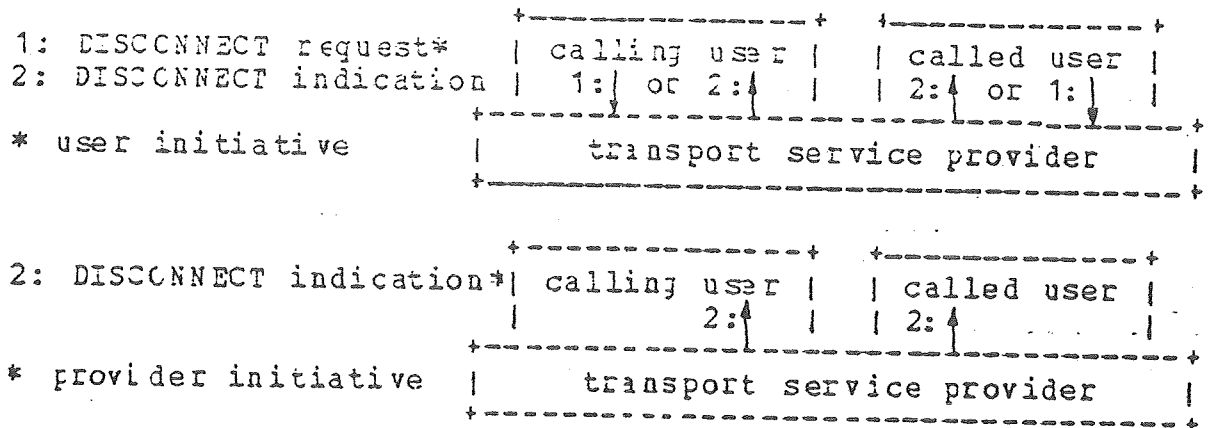 1: DISCONNECT request* | calling user | | called user |
2: DISCONNECT indication | 1: or 2: | | 2: or 1: |
* user initiative | transport service provider |
2: DISCONNECT indication*| calling user | | called user |
| 2: | | 2: |
* provider initiative | transport service provider |